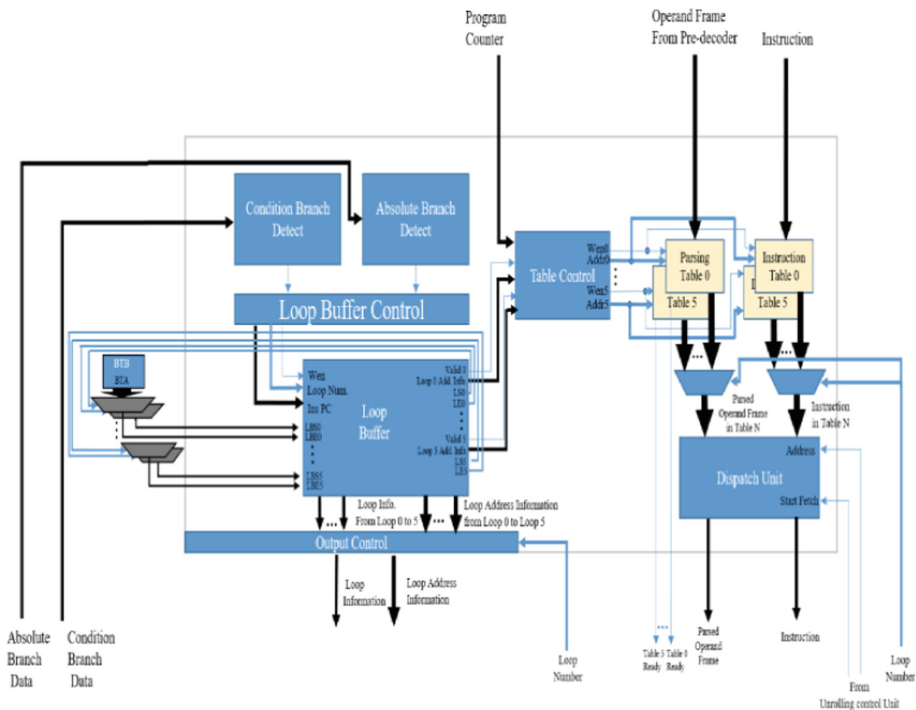 Program
Counter
Operand Frame
From Pre-decoder
Instruction
Condition Branch
Detect
Absolute Branch
Detect
Loop Buffer Control
Table Control
Wen0
Addr0
Wen5
Addr5
Parsing
Table 0
Table 5
Instruction
Table 0
I
Table 5
BTB
BTA
Wen
Loop Num.
Ins PC
LBS0
LBE0
LBS5
LBE5
Loop
Buffer
Valid 0
Loop 0 Add. Info.
LS0
LE0
Valid 5
Loop 5 Add. Info.
LS5
LE5
Parsed
Operand Frame
in Table N
Instruction
in Table N
Dispatch Unit
Address
Start Fetch
Loop Info.
From Loop 0 to 5
Loop Address Information
from Loop 0 to Loop 5
Output Control
Loop
Information
Loop Address
Information
Absolute
Branch
Data
Condition
Branch
Data
Loop
Number
Table 5
Ready
Table 0
Ready
Parsed
Operand
Frame
Instruction
From
Unrolling control Unit
Loop
Number